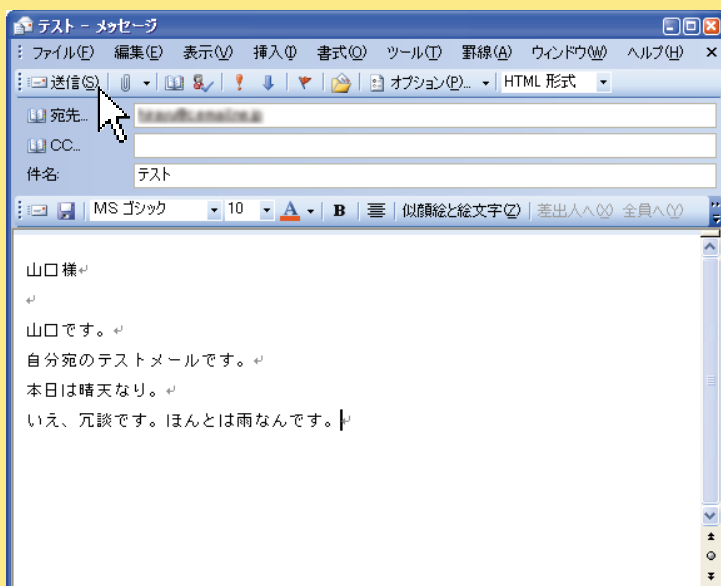 テスト - メッセージ
ファイル(F) 編集(E) 表示(V) 挿入(I) 書式(O) ツール(T) 罫線(A) ウィンドウ(W) ヘルプ(H)
送信(S) オプション(P)... HTML 形式
宛先...
CC...
件名: テスト
MS ゴシック 10 A B 似顔絵と絵文字(Z) 差出人へ(X) 全員へ(Y)
山口様
山口です。
自分宛のテストメールです。
本日は晴天なり。
いえ、冗談です。ほんとは雨なんです。